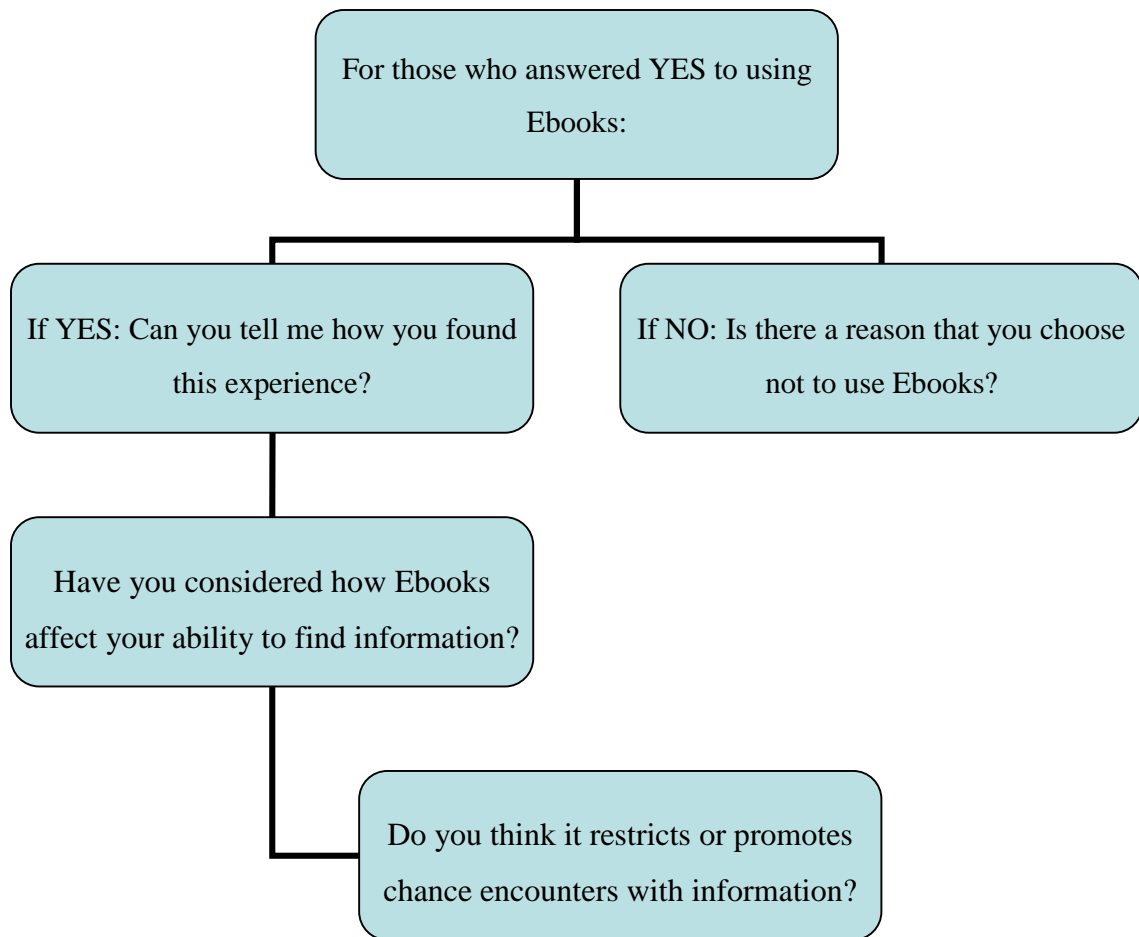 For those who answered YES to using
Ebooks:
If YES: Can you tell me how you found
this experience?
If NO: Is there a reason that you choose
not to use Ebooks?
Have you considered how Ebooks
affect your ability to find information?
Do you think it restricts or promotes
chance encounters with information?